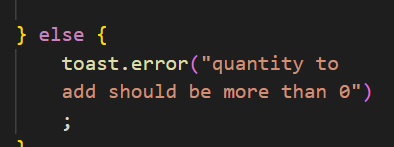 } else {
toast.error("quantity to
add should be more than 0")
;
}